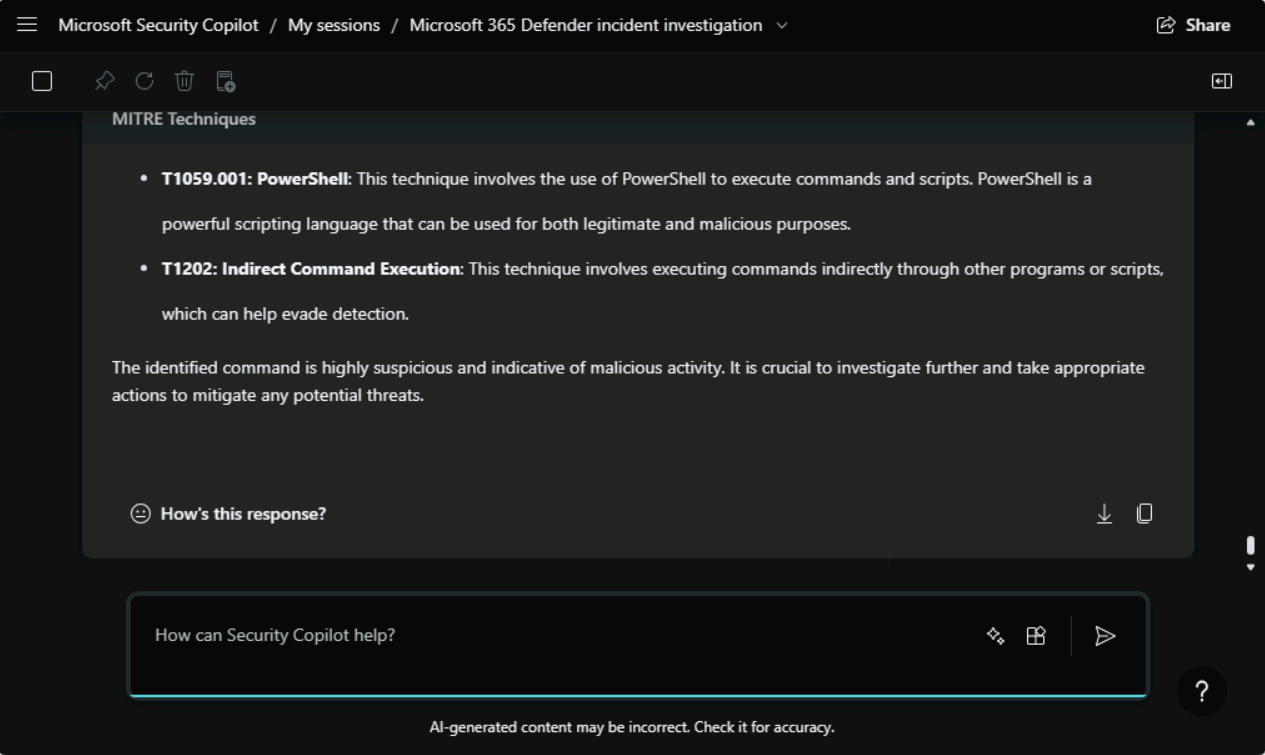 Microsoft Security Copilot / My sessions / Microsoft 365 Defender incident investigation
Share
MITRE Techniques
• T1059.001: PowerShell: This technique involves the use of PowerShell to execute commands and scripts. PowerShell is a
powerful scripting language that can be used for both legitimate and malicious purposes.
• T1202: Indirect Command Execution: This technique involves executing commands indirectly through other programs or scripts,
which can help evade detection.
The identified command is highly suspicious and indicative of malicious activity. It is crucial to investigate further and take appropriate
actions to mitigate any potential threats.
How's this response?
How can Security Copilot help?
?
AI-generated content may be incorrect. Check it for accuracy.